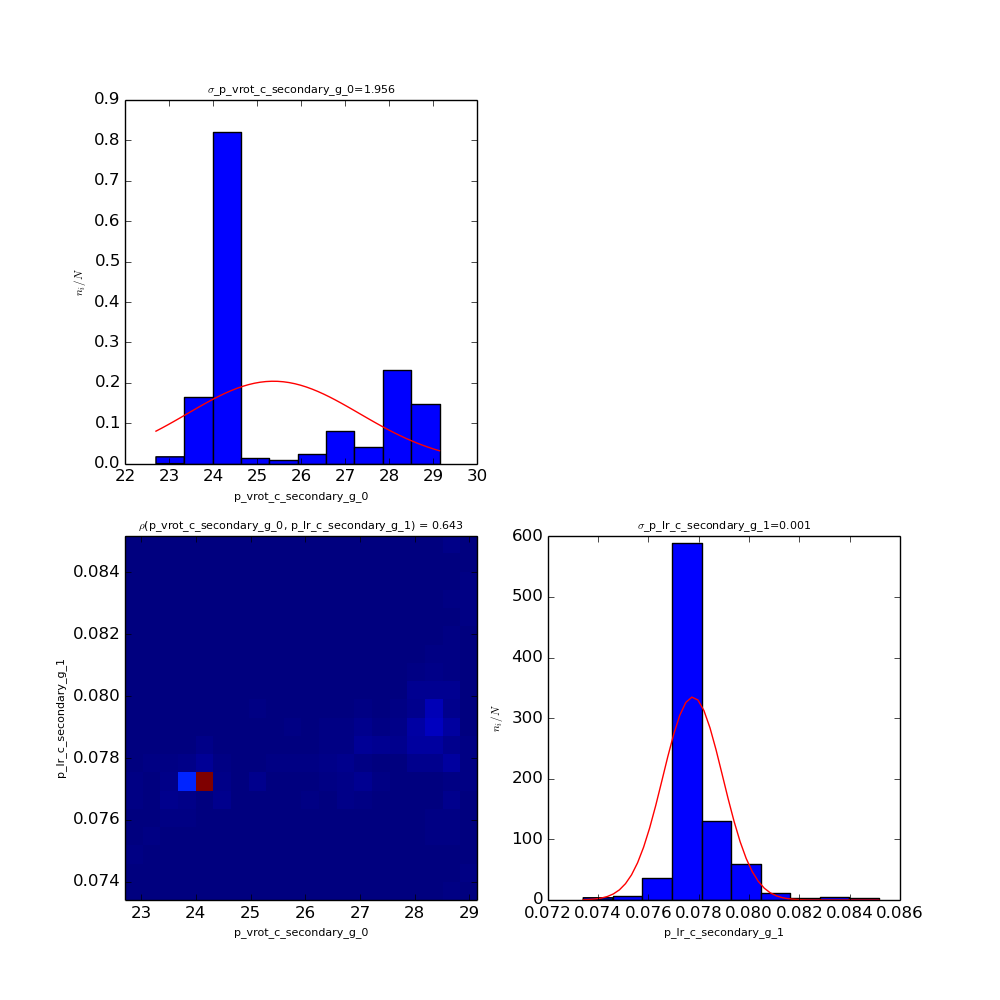 σ_p_vrot_c_secondary_g_0=1.956
0.9
0.8
0.7
0.6
0.5
0.4
0.3
0.2
0.1
0.0
n_i/N
22 23 24 25 26 27 28 29 30
p_vrot_c_secondary_g_0
ρ(p_vrot_c_secondary_g_0, p_lr_c_secondary_g_1) = 0.643
0.084
0.082
0.080
0.078
0.076
0.074
p_lr_c_secondary_g_1
23 24 25 26 27 28 29
p_vrot_c_secondary_g_0
σ_p_lr_c_secondary_g_1=0.001
600
500
400
300
200
100
0
n_i/N
0.072 0.074 0.076 0.078 0.080 0.082 0.084 0.086
p_lr_c_secondary_g_1